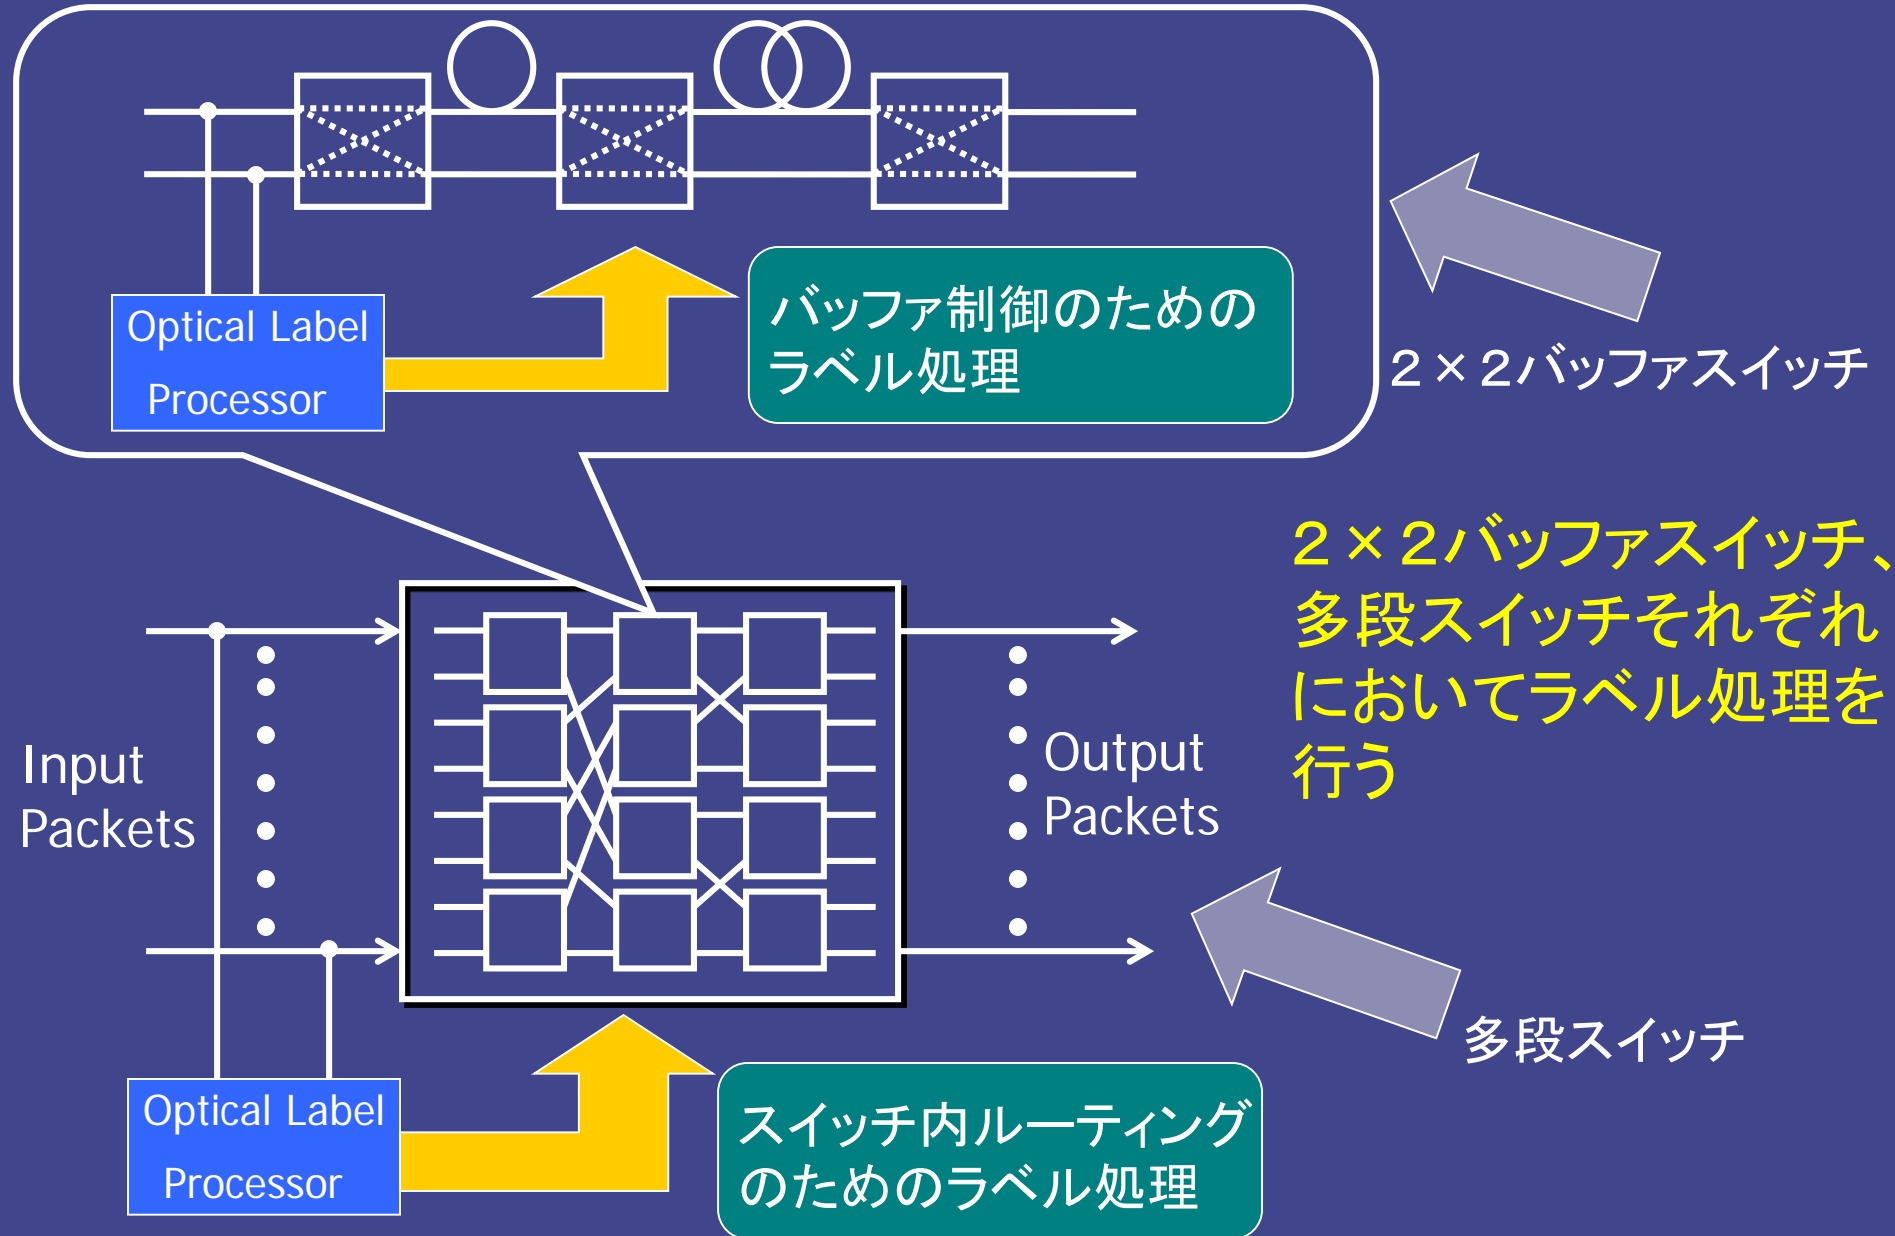 Optical Label
Processor
バッファ制御のための
ラベル処理
２×２バッファスイッチ
２×２バッファスイッチ、
多段スイッチそれぞれ
においてラベル処理を
行う
Input
Packets
Output
Packets
多段スイッチ
Optical Label
Processor
スイッチ内ルーティング
のためのラベル処理